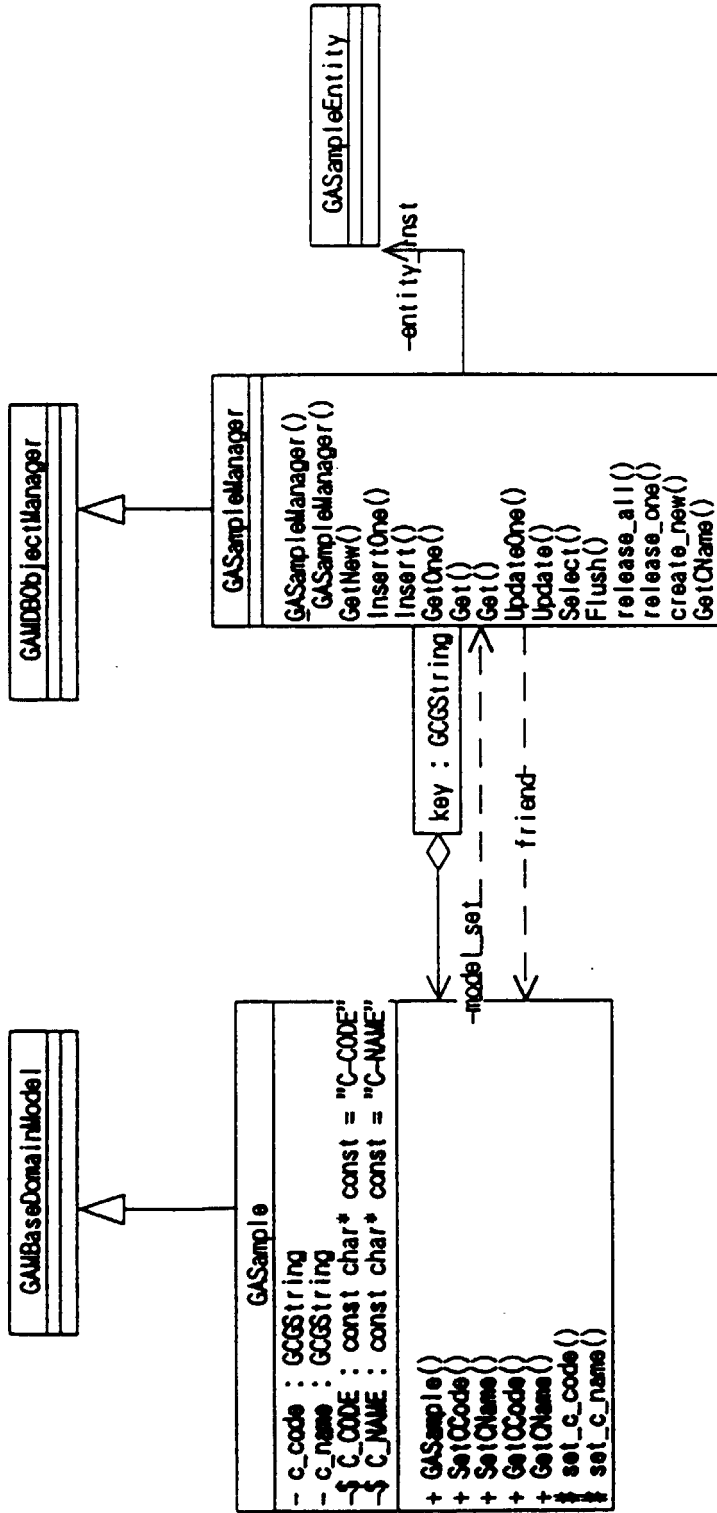 GAMBaseDomainModel
GASample
- c_code : GCGString
- c_name : GCGString
-$ C_CODE : const char* const = "C-CODE"
-$ C_NAME : const char* const = "C-NAME"
+ GASample()
+ SetCCode()
+ SetCName()
+ GetCCode()
+ GetCName()
# set_c_code()
# set_c_name()
-model_set
friend
key : GCGString
GAMDBObjectManager
GASampleManager
GASampleManager()
GASampleManager()
GetNew()
InsertOne()
Insert()
GetOne()
Get()
Get()
UpdateOne()
Update()
Select()
Flush()
release_all()
release_one()
create_new()
GetCName()
-entity_inst
GASampleEntity